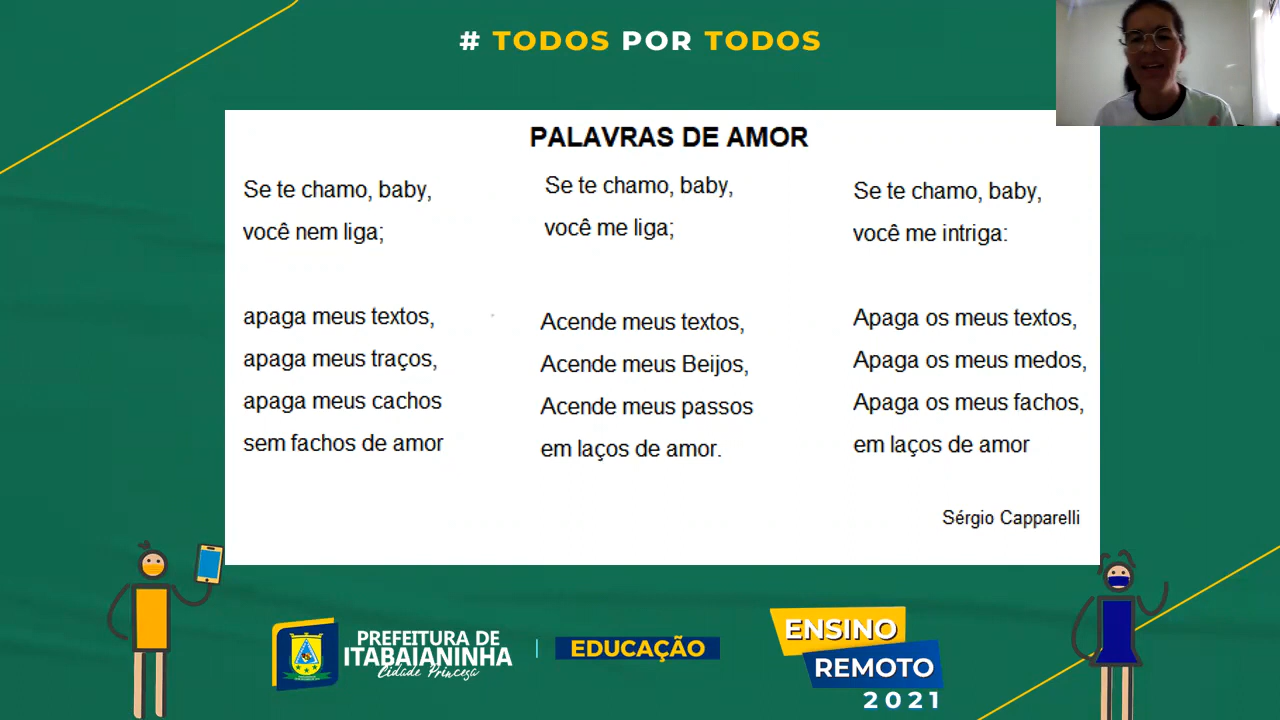 # TODOS POR TODOS
PALAVRAS DE AMOR
Se te chamo, baby,
você nem liga;
apaga meus textos,
apaga meus traços,
apaga meus cachos
sem fachos de amor
Se te chamo, baby,
você me liga;
Acende meus textos,
Acende meus Beijos,
Acende meus passos
em laços de amor.
Se te chamo, baby,
você me intriga:
Apaga os meus textos,
Apaga os meus medos,
Apaga os meus fachos,
em laços de amor
Sérgio Capparelli
PREFEITURA DE
ITABAIANINHA
Cidade Princesa
EDUCAÇÃO
ENSINO
REMOTO
2021